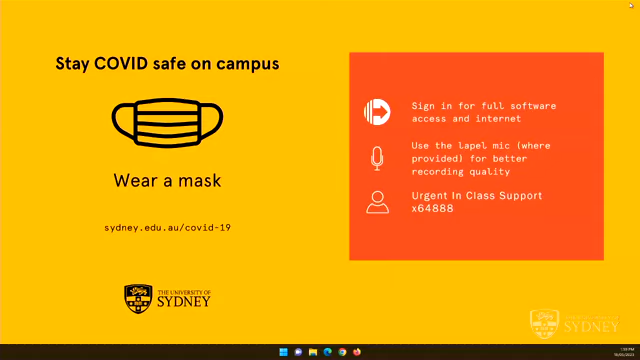 Stay COVID safe on campus
Wear a mask
sydney.edu.au/covid-19
THE UNIVERSITY OF
SYDNEY
Sign in for full software
access and internet
Use the Lapel mic (where
provided) for better
recording quality
Urgent In Class Support
x64888
SYDNEY